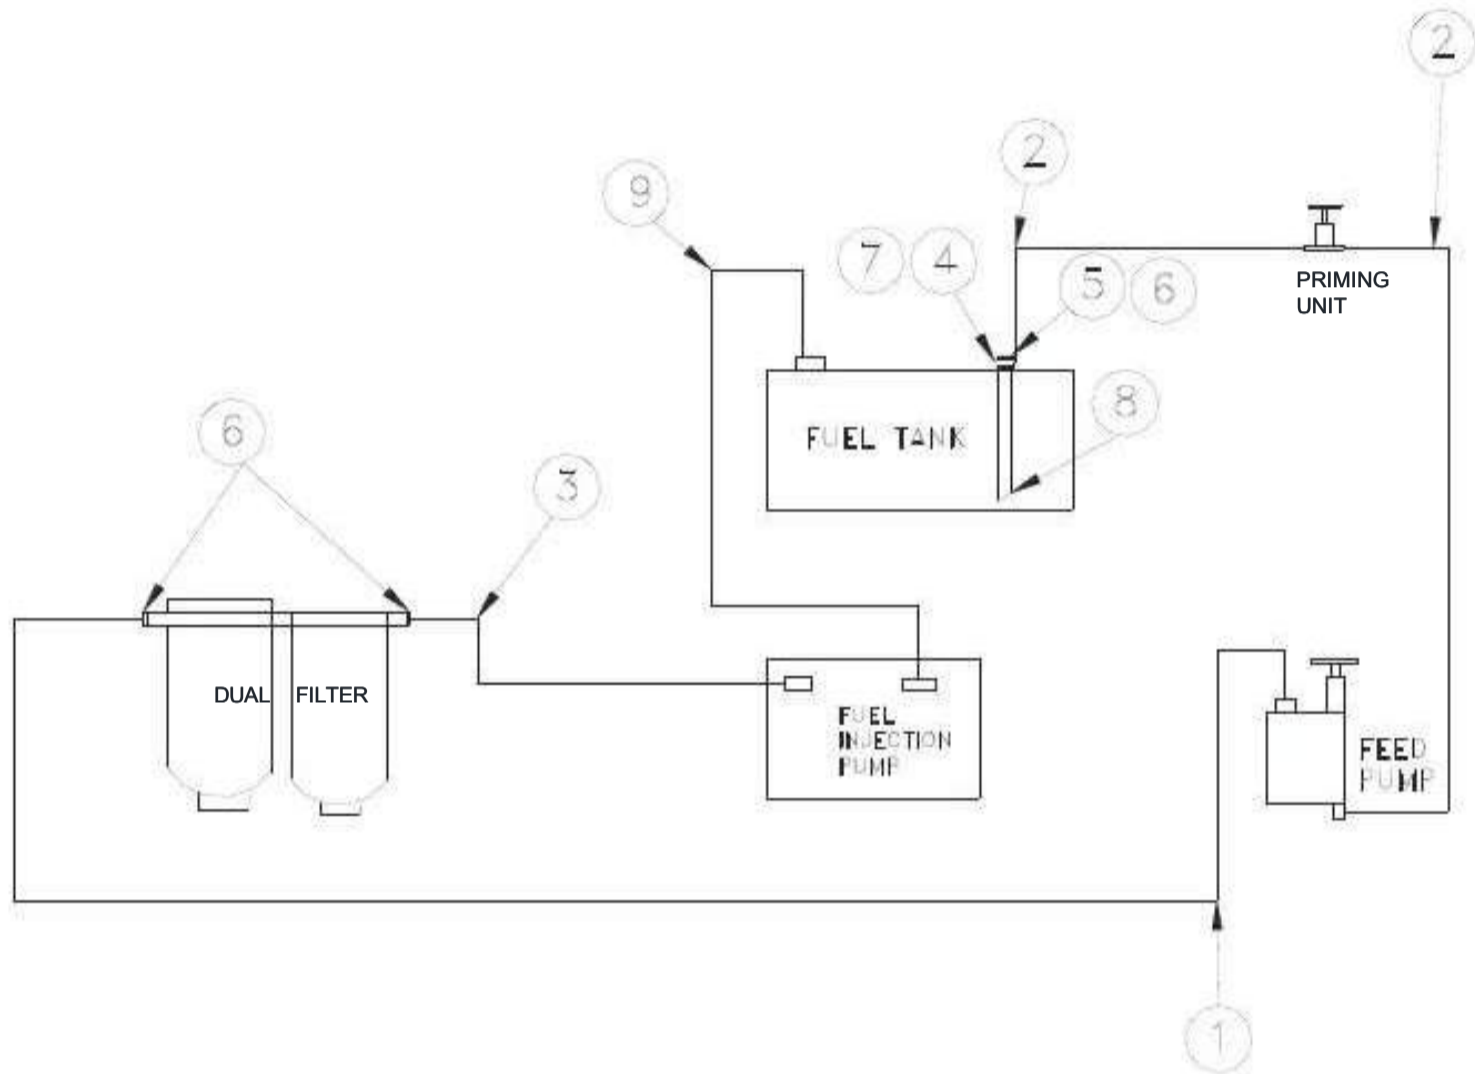 2
2
9
7 4
5 6
PRIMING
UNIT
8
FUEL TANK
6
3
DUAL FILTER
FUEL
INJECTION
PUMP
FEED
PUMP
1